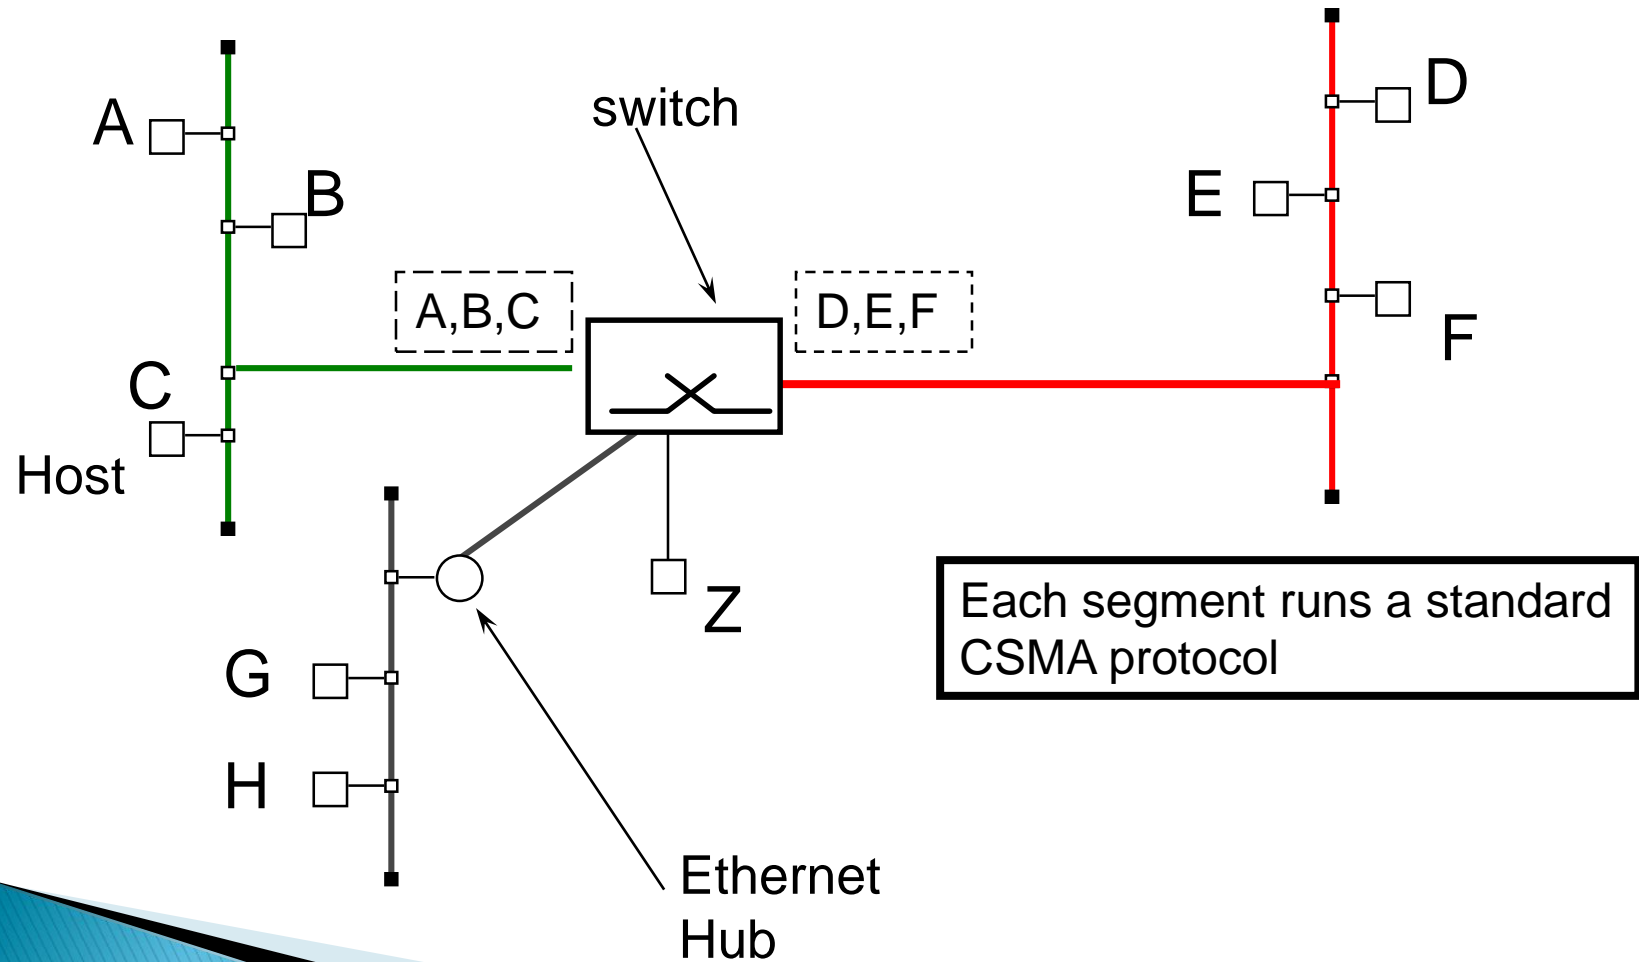 switch
A
B
C
Host
A,B,C
D,E,F
D
E
F
Z
G
H
Each segment runs a standard
CSMA protocol
Ethernet
Hub